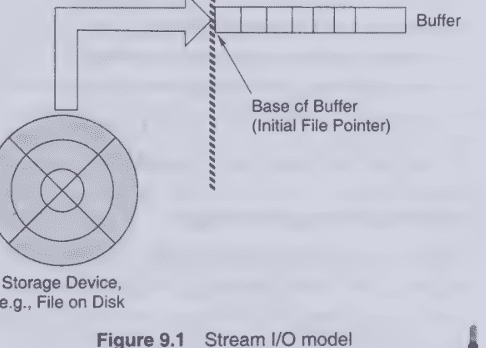 Buffer
Base of Buffer
(Initial File Pointer)
Storage Device,
e.g., File on Disk
Figure 9.1 Stream I/O model